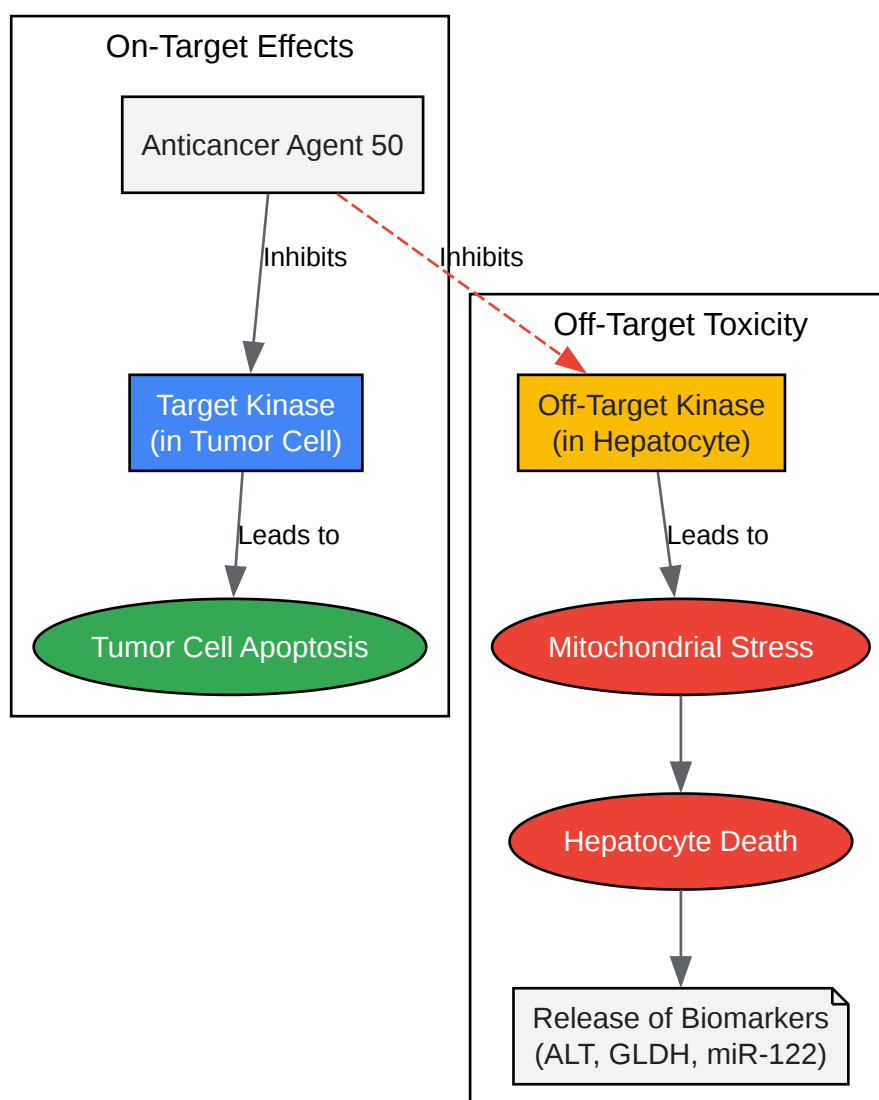 On-Target Effects
Anticancer Agent 50
Inhibits
Inhibits
Off-Target Toxicity
Target Kinase
(in Tumor Cell)
Off-Target Kinase
(in Hepatocyte)
Leads to
Leads to
Tumor Cell Apoptosis
Mitochondrial Stress
Hepatocyte Death
Release of Biomarkers
(ALT, GLDH, miR-122)